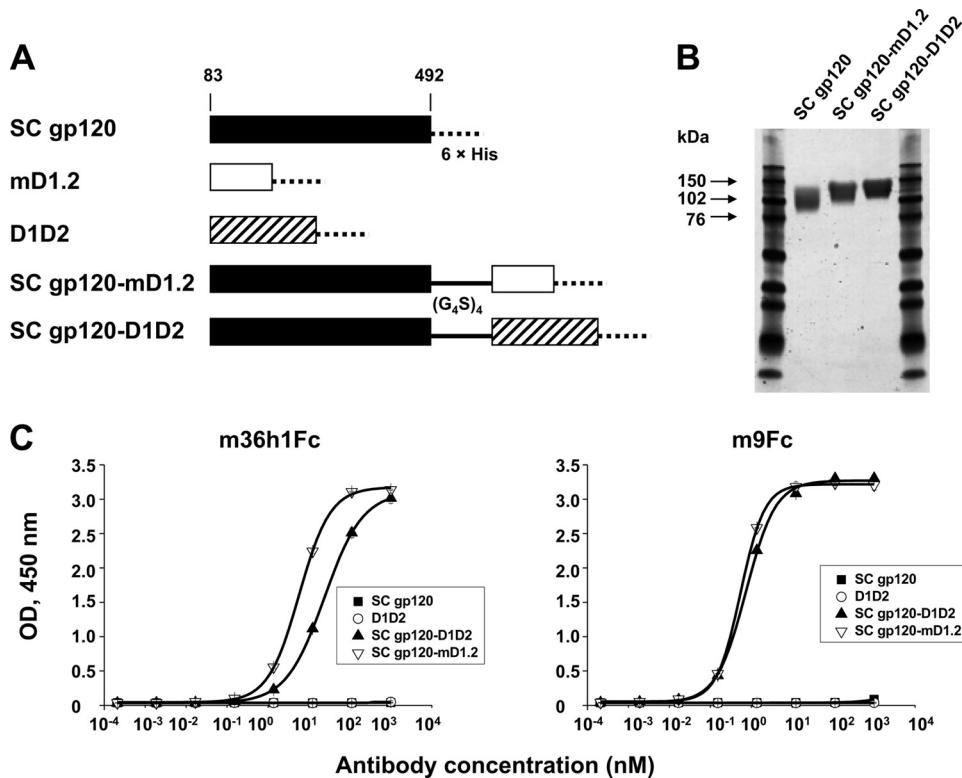 A
83 492
SC gp120
6 × His
mD1.2
D1D2
SC gp120-mD1.2
(G₄S)₄
SC gp120-D1D2
B
SC gp120
SC gp120-mD1.2
SC gp120-D1D2
kDa
150
102
76
C
m36h1Fc
OD, 450 nm
3.5
3.0
2.5
2.0
1.5
1.0
0.5
0
10⁻⁴ 10⁻³ 10⁻² 10⁻¹ 10⁰ 10¹ 10² 10³ 10⁴
SC gp120
D1D2
SC gp120-D1D2
SC gp120-mD1.2
m9Fc
3.5
3.0
2.5
2.0
1.5
1.0
0.5
0
10⁻⁴ 10⁻³ 10⁻² 10⁻¹ 10⁰ 10¹ 10² 10³ 10⁴
SC gp120
D1D2
SC gp120-D1D2
SC gp120-mD1.2
Antibody concentration (nM)